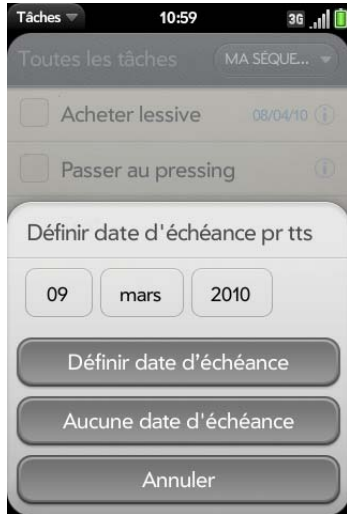 Tâches 10:59 3G
Toutes les tâches MA SÉQUE...
Acheter lessive 08/04/10
Passer au pressing
Définir date d'échéance pr tts
09 mars 2010
Définir date d'échéance
Aucune date d'échéance
Annuler